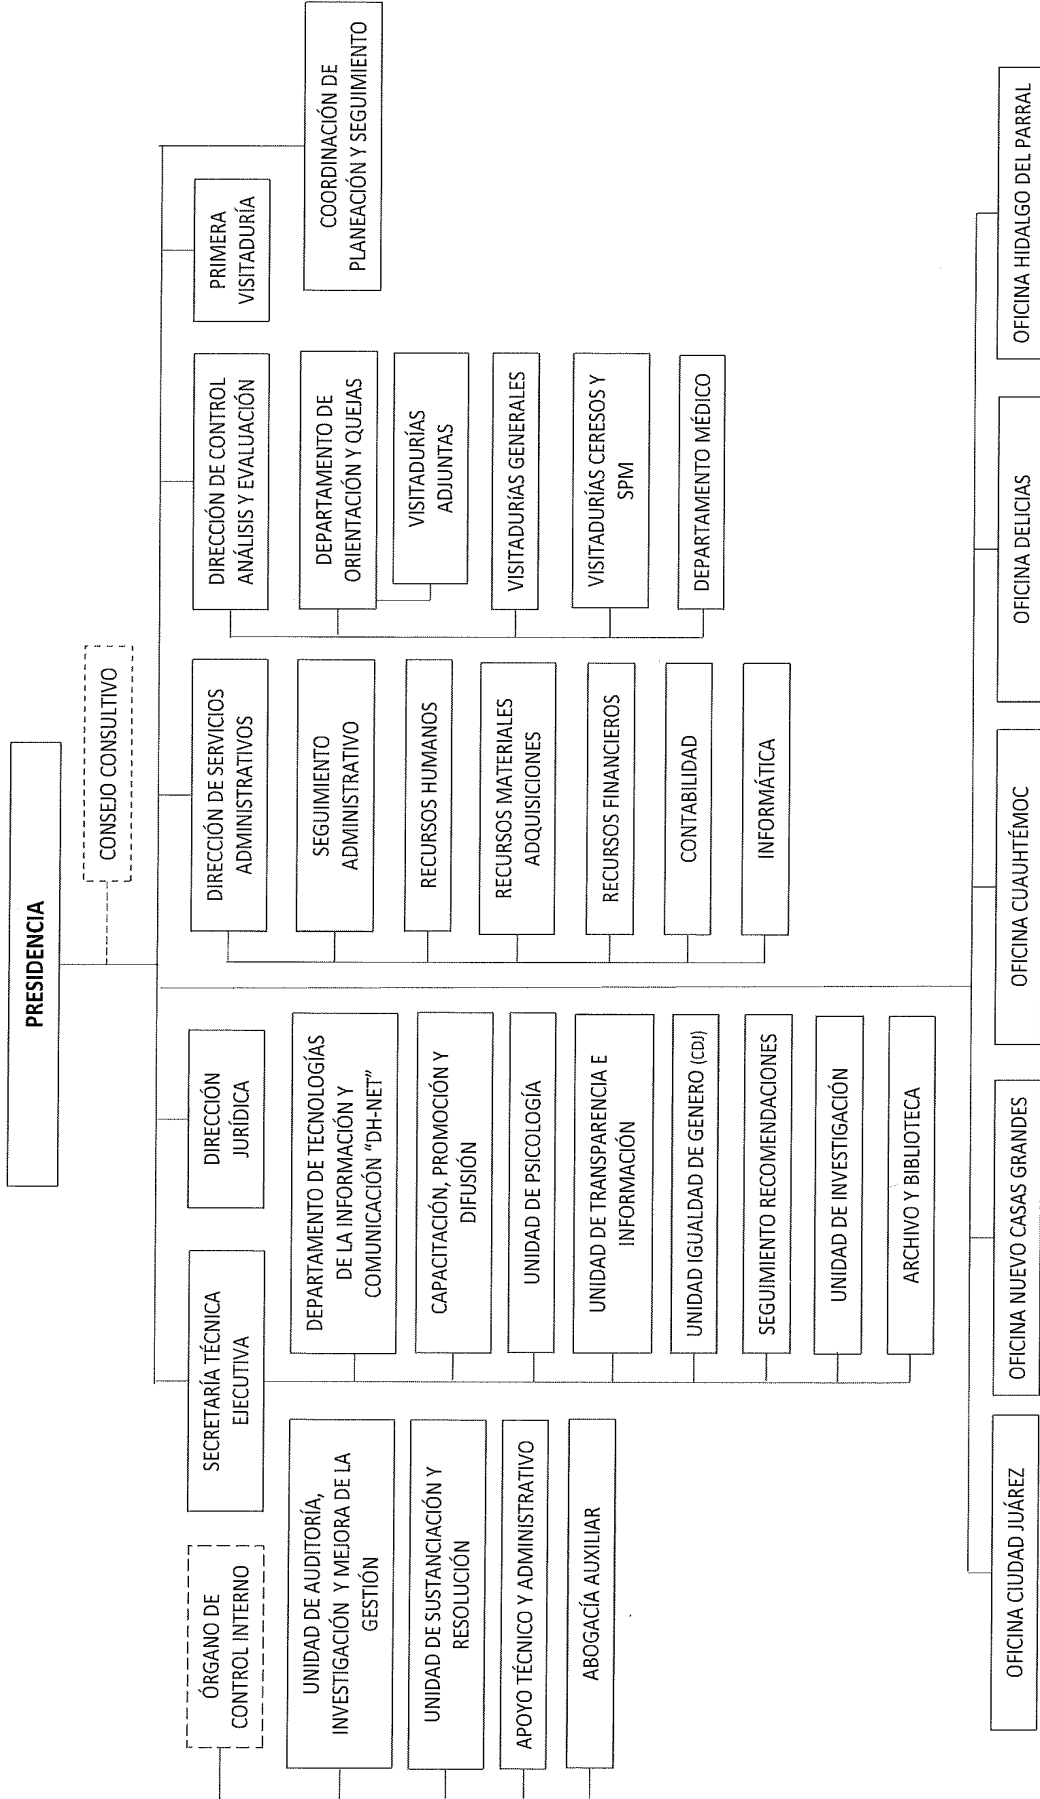 PRESIDENCIA
CONSEJO CONSULTIVO
ÓRGANO DE
CONTROL INTERNO
UNIDAD DE AUDITORÍA,
INVESTIGACIÓN Y MEJORA DE LA
GESTIÓN
UNIDAD DE SUSTANCIACIÓN Y
RESOLUCIÓN
APOYO TÉCNICO Y ADMINISTRATIVO
ABOGACÍA AUXILIAR
SECRETARÍA TÉCNICA
EJECUTIVA
DEPARTAMENTO DE TECNOLOGÍAS
DE LA INFORMACIÓN Y
COMUNICACIÓN "DH-NET"
CAPACITACIÓN, PROMOCIÓN Y
DIFUSIÓN
UNIDAD DE PSICOLOGÍA
UNIDAD DE TRANSPARENCIA E
INFORMACIÓN
UNIDAD IGUALDAD DE GENERO (CDJ)
SEGUIMIENTO RECOMENDACIONES
UNIDAD DE INVESTIGACIÓN
ARCHIVO Y BIBLIOTECA
DIRECCIÓN
JURÍDICA
DIRECCIÓN DE SERVICIOS
ADMINISTRATIVOS
SEGUIMIENTO
ADMINISTRATIVO
RECURSOS HUMANOS
RECURSOS MATERIALES
ADQUISICIONES
RECURSOS FINANCIEROS
CONTABILIDAD
INFORMÁTICA
DIRECCIÓN DE CONTROL
ANÁLISIS Y EVALUACIÓN
DEPARTAMENTO DE
ORIENTACIÓN Y QUEJAS
VISITADURÍAS
ADJUNTAS
VISITADURÍAS GENERALES
VISITADURÍAS CERESOS Y
SPM
DEPARTAMENTO MÉDICO
PRIMERA
VISITADURÍA
COORDINACIÓN DE
PLANEACIÓN Y SEGUIMIENTO
OFICINA CIUDAD JUÁREZ
OFICINA NUEVO CASAS GRANDES
OFICINA CUAUHTÉMOC
OFICINA DELICIAS
OFICINA HIDALGO DEL PARRAL